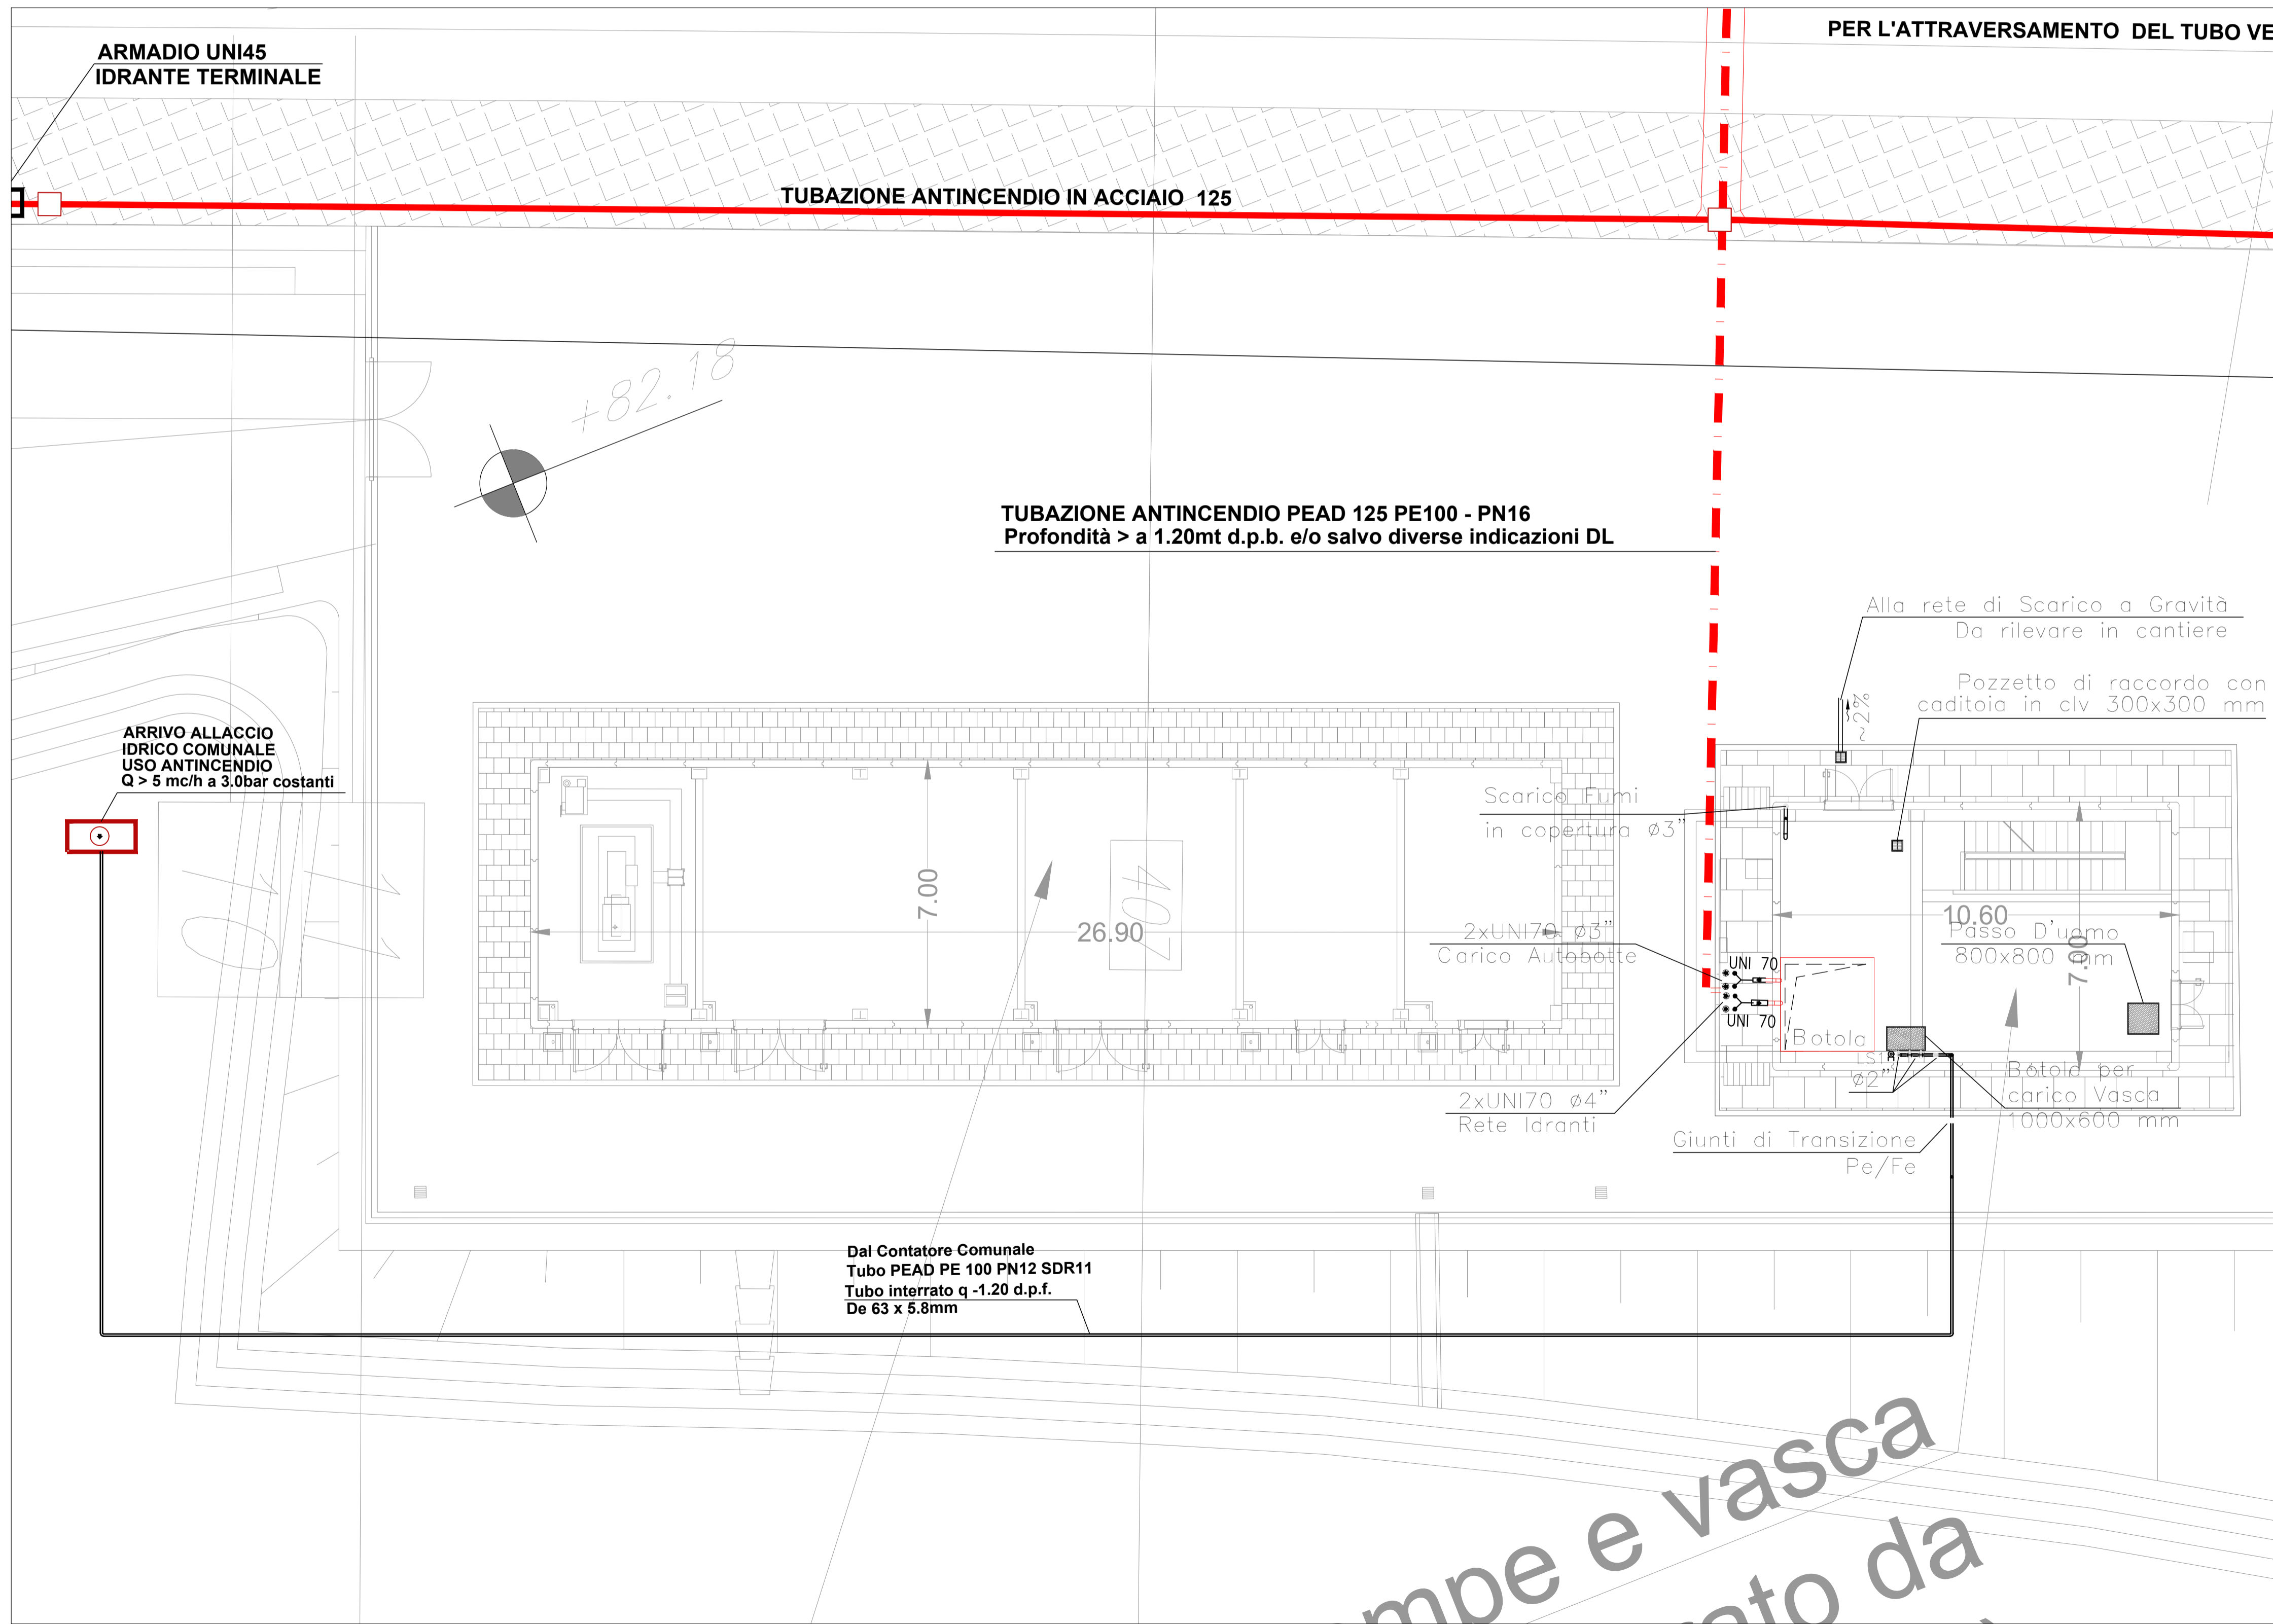 PER L'ATTRAVERSAMENTO DEL TUBO VE
ARMADIO UNI45
IDRANTE TERMINALE
TUBAZIONE ANTINCENDIO IN ACCIAIO 125
+82.18
TUBAZIONE ANTINCENDIO PEAD 125 PE100 - PN16
Profondità > a 1.20mt d.p.b. e/o salvo diverse indicazioni DL
Alla rete di Scarico a Gravità
Da rilevare in cantiere
~2%
Pozzetto di raccordo con
caditoia in clv 300x300 mm
ARRIVO ALLACCIO
IDRICO COMUNALE
USO ANTINCENDIO
Q > 5 mc/h a 3.0bar costanti
Scarico Fumi
in copertura ø3"
7.00
26.90
407
10.60
7.00
2xUNI70 ø3"
Carico Autobotte
Passo D'uomo
800x800 mm
UNI 70
UNI 70
Botola
LS1
ø2"
Botola per
carico Vasca
1000x600 mm
2xUNI70 ø4"
Rete Idranti
Giunti di Transizione
Pe/Fe
Dal Contatore Comunale
Tubo PEAD PE 100 PN12 SDR11
Tubo interrato q -1.20 d.p.f.
De 63 x 5.8mm
mpe e vasca
ato da